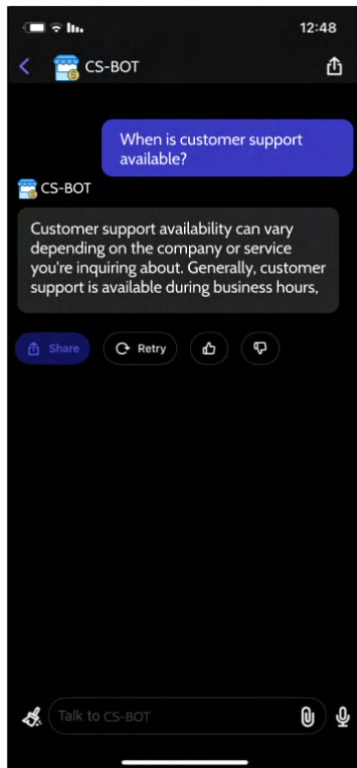 12:48
CS-BOT
When is customer support
available?
CS-BOT
Customer support availability can vary
depending on the company or service
you're inquiring about. Generally, customer
support is available during business hours,
Share
Retry
Talk to CS-BOT